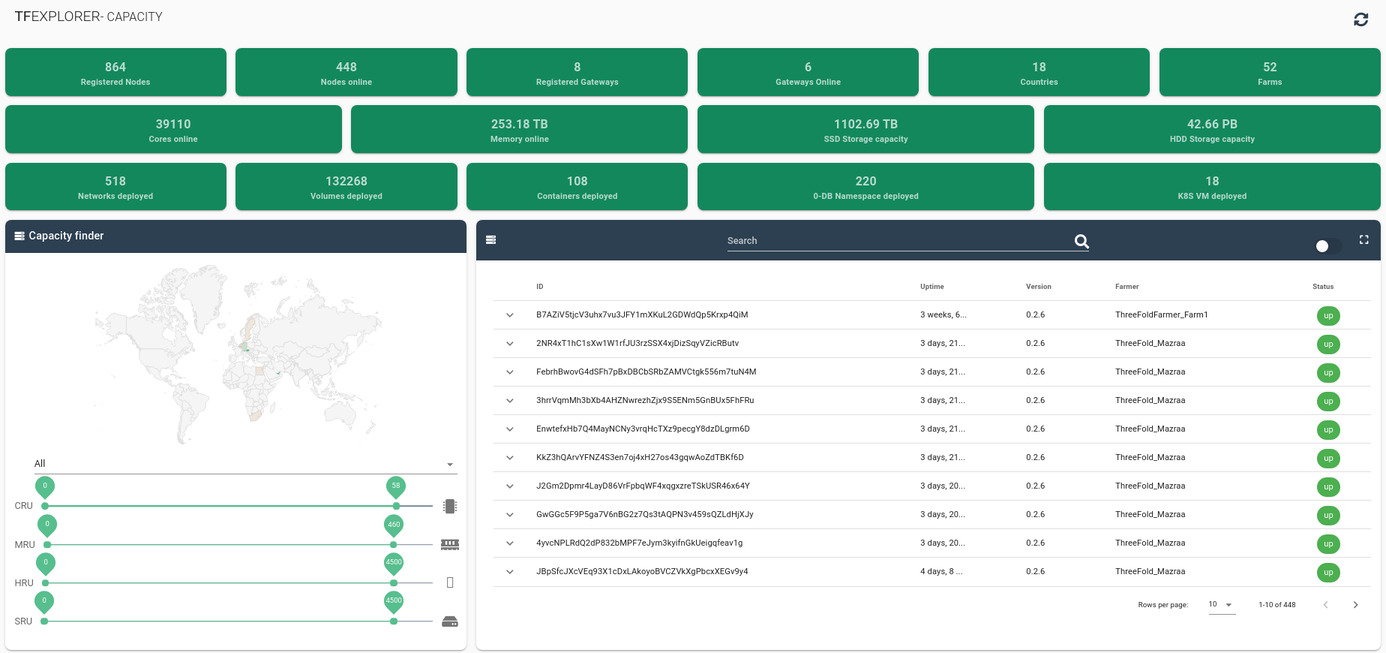 TFEXPLORER- CAPACITY
864
Registered Nodes
448
Nodes online
8
Registered Gateways
6
Gateways Online
18
Countries
52
Farms
39110
Cores online
253.18 TB
Memory online
1102.69 TB
SSD Storage capacity
42.66 PB
HDD Storage capacity
518
Networks deployed
132268
Volumes deployed
108
Containers deployed
220
0-DB Namespace deployed
18
K8S VM deployed
Capacity finder
All
0 58
CRU
0 460
MRU
0 4500
HRU
0 4500
SRU
Search
ID Uptime Version Farmer Status
B7AZiV5tjcV3uhx7vu3JFY1mXKuL2GDWdQp5Krxp4QiM 3 weeks, 6... 0.2.6 ThreeFoldFarmer_Farm1 up
2NR4xT1hC1sXw1W1rfJU3rzSSX4xjDizSqyVZicRButv 3 days, 21... 0.2.6 ThreeFold_Mazraa up
FebrhBwovG4dSFh7pBxDBCbSRbZAMVCtgk556m7tuN4M 3 days, 21... 0.2.6 ThreeFold_Mazraa up
3hrrVqmMh3bXb4AHZNwrezhZjx9S5ENm5GnBUx5FhFRu 3 days, 21... 0.2.6 ThreeFold_Mazraa up
EnwtefxHb7Q4MayNCNy3vrqHcTXz9pecgY8dzDLgrm6D 3 days, 21... 0.2.6 ThreeFold_Mazraa up
KkZ3hQArvYFNZ4S3en7oj4xH27os43gqwAoZdTBKf6D 3 days, 21... 0.2.6 ThreeFold_Mazraa up
J2Gm2Dpmr4LayD86VrFpbqWF4xqgxzreTSkUSR46x64Y 3 days, 20... 0.2.6 ThreeFold_Mazraa up
GwGGc5F9P5ga7V6nBG2z7Qs3tAQPN3v459sQZLdHjXJy 3 days, 20... 0.2.6 ThreeFold_Mazraa up
4yvcNPLRdQ2dP832bMPF7eJym3kyifnGkUeigqfeav1g 3 days, 20... 0.2.6 ThreeFold_Mazraa up
JBpSfcJXcVEq93X1cDxLAkoyoBVCZVkXgPbcxXEGv9y4 4 days, 8 ... 0.2.6 ThreeFold_Mazraa up
Rows per page: 10 1-10 of 448